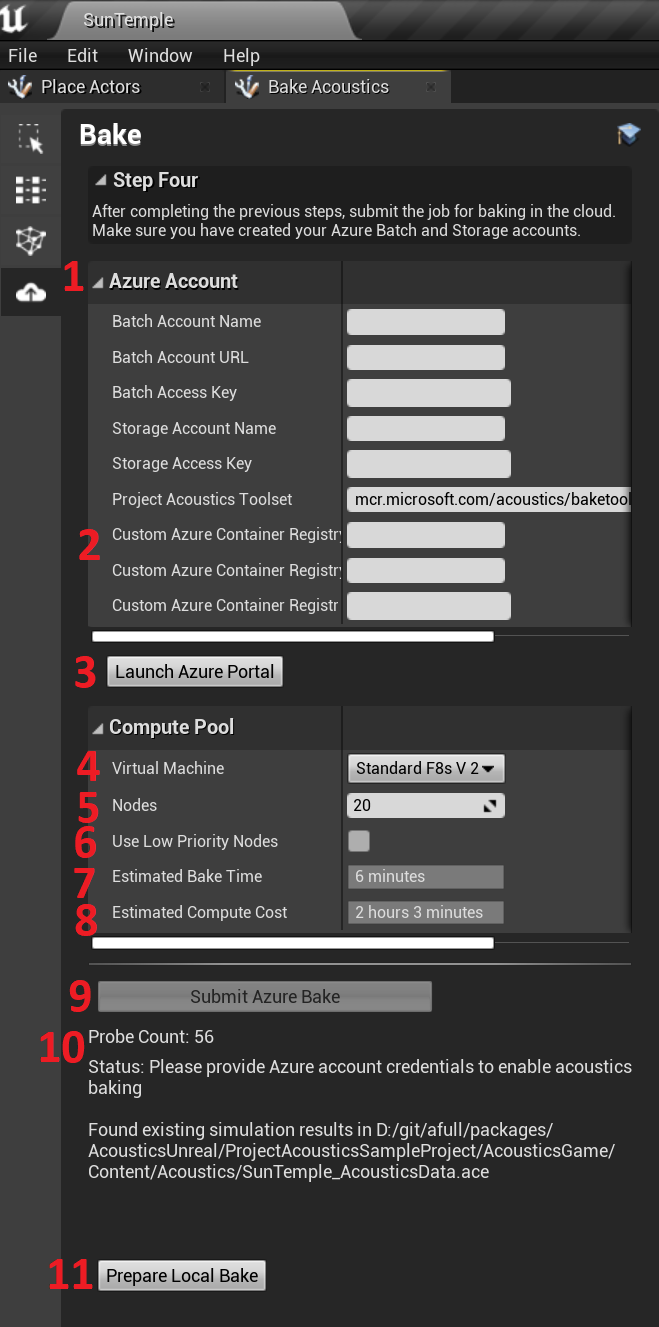 SunTemple
File Edit Window Help
Place Actors Bake Acoustics
Bake
Step Four
After completing the previous steps, submit the job for baking in the cloud.
Make sure you have created your Azure Batch and Storage accounts.
1 Azure Account
Batch Account Name
Batch Account URL
Batch Access Key
Storage Account Name
Storage Access Key
Project Acoustics Toolset mcr.microsoft.com/acoustics/baketool
2 Custom Azure Container Registry
Custom Azure Container Registry
Custom Azure Container Registr
3 Launch Azure Portal
Compute Pool
4 Virtual Machine Standard F8s V 2
5 Nodes 20
6 Use Low Priority Nodes
7 Estimated Bake Time 6 minutes
8 Estimated Compute Cost 2 hours 3 minutes
9 Submit Azure Bake
10 Probe Count: 56
Status: Please provide Azure account credentials to enable acoustics
baking
Found existing simulation results in D:/git/afull/packages/
AcousticsUnreal/ProjectAcousticsSampleProject/AcousticsGame/
Content/Acoustics/SunTemple_AcousticsData.ace
11 Prepare Local Bake